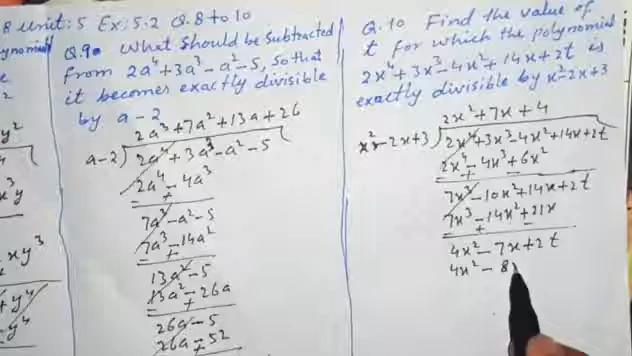 8 unit: 5 Ex: 5.2 Q.8 to 10
Q.9. What should be subtracted
from 2a⁴+3a³-a²-5, so that
it becomes exactly divisible
by a-2
2a³+7a²+13a+26
a-2) 2a⁴+3a³-a²-5
2a⁴-4a³
- +
7a³-a²-5
7a³-14a²
- +
13a²-5
13a²-26a
- +
26a-5
26a-52
+
Q.10 Find the value of
t for which the polynomial
2x⁴+3x³-4x²+14x+2t is
exactly divisible by x²-2x+3
2x²+7x+4
x²-2x+3) 2x⁴+3x³-4x²+14x+2t
2x⁴-4x³+6x²
- + -
7x³-10x²+14x+2t
7x³-14x²+21x
- + -
4x²-7x+2t
4x²-8